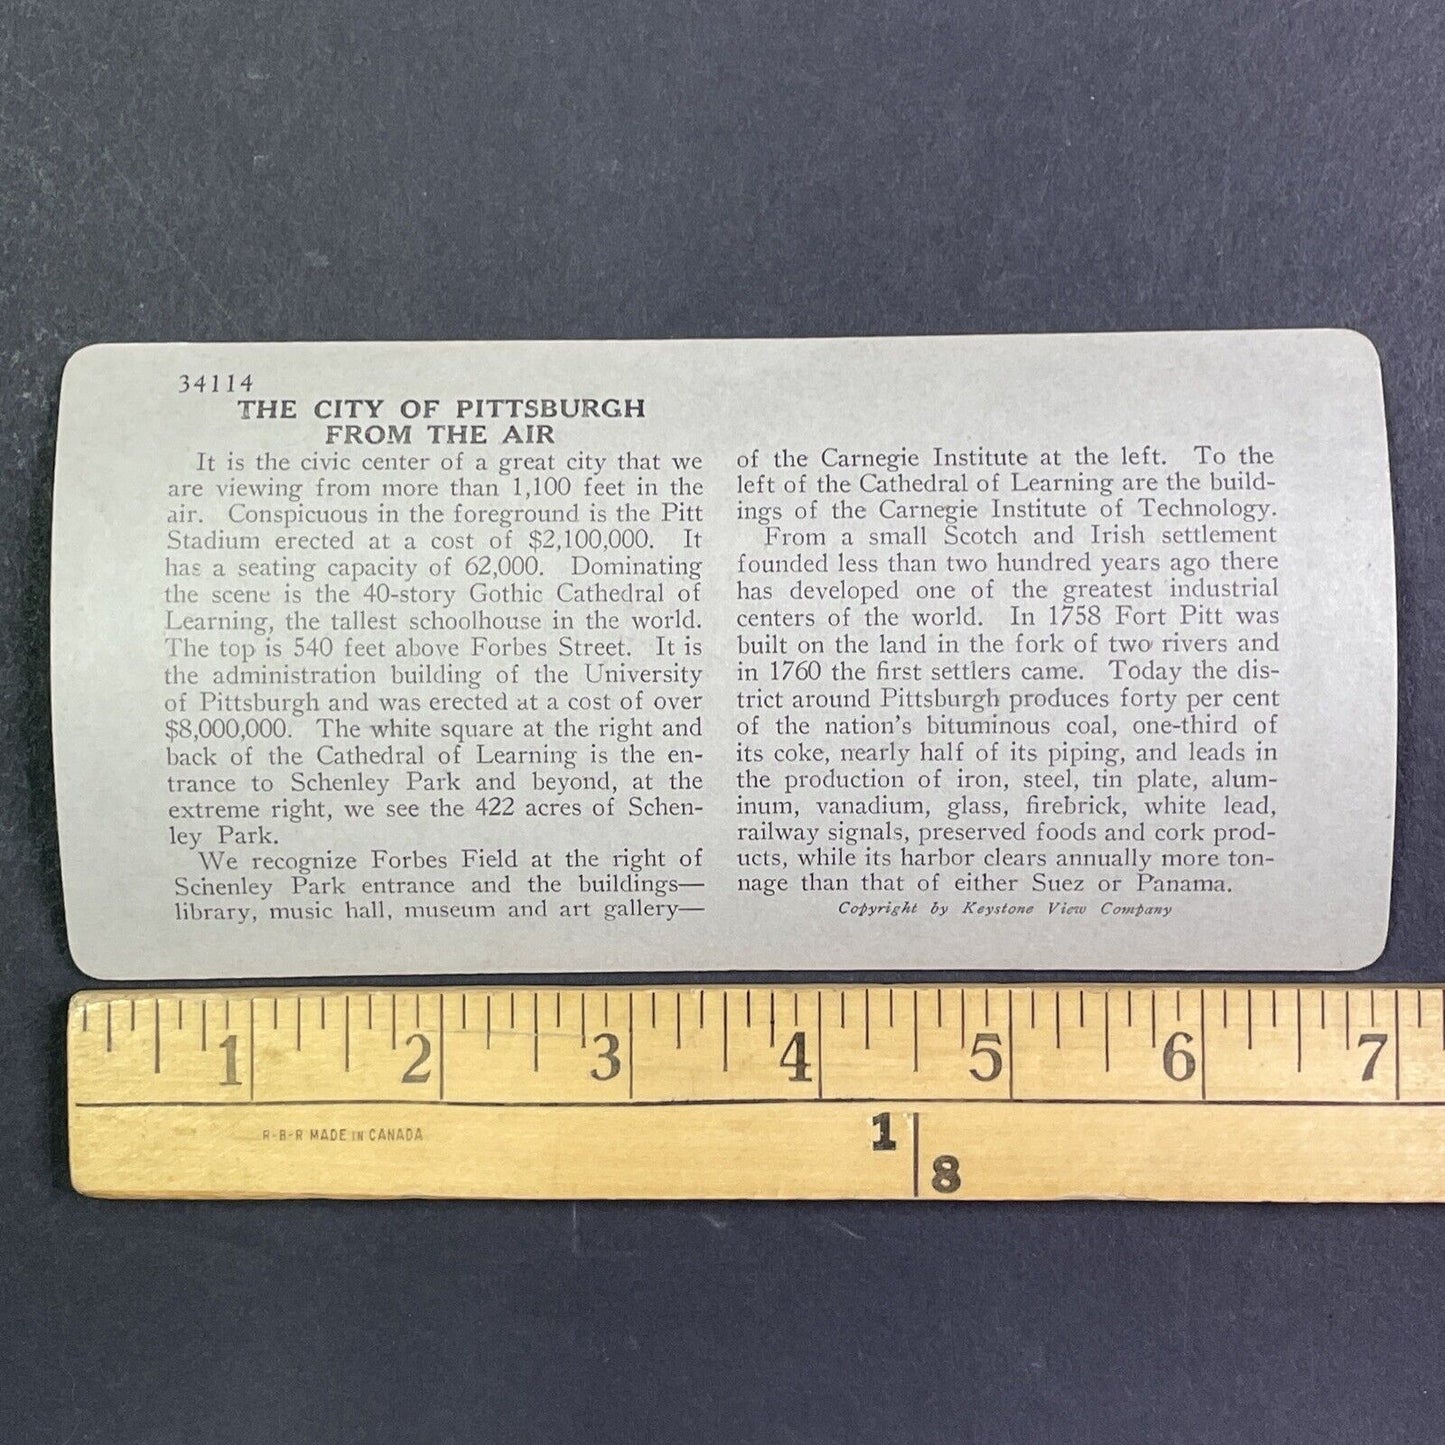 34114
THE CITY OF PITTSBURGH
FROM THE AIR
It is the civic center of a great city that we
are viewing from more than 1,100 feet in the
air. Conspicuous in the foreground is the Pitt
Stadium erected at a cost of $2,100,000. It
has a seating capacity of 62,000. Dominating
the scene is the 40-story Gothic Cathedral of
Learning, the tallest schoolhouse in the world.
The top is 540 feet above Forbes Street. It is
the administration building of the University
of Pittsburgh and was erected at a cost of over
$8,000,000. The white square at the right and
back of the Cathedral of Learning is the en-
trance to Schenley Park and beyond, at the
extreme right, we see the 422 acres of Schen-
ley Park.
We recognize Forbes Field at the right of
Schenley Park entrance and the buildings—
library, music hall, museum and art gallery—
of the Carnegie Institute at the left. To the
left of the Cathedral of Learning are the build-
ings of the Carnegie Institute of Technology.
From a small Scotch and Irish settlement
founded less than two hundred years ago there
has developed one of the greatest industrial
centers of the world. In 1758 Fort Pitt was
built on the land in the fork of two rivers and
in 1760 the first settlers came. Today the dis-
trict around Pittsburgh produces forty per cent
of the nation's bituminous coal, one-third of
its coke, nearly half of its piping, and leads in
the production of iron, steel, tin plate, alum-
inum, vanadium, glass, firebrick, white lead,
railway signals, preserved foods and cork prod-
ucts, while its harbor clears annually more ton-
nage than that of either Suez or Panama.
Copyright by Keystone View Company
1 2 3 4 5 6 7
R-B-R MADE IN CANADA
1
8